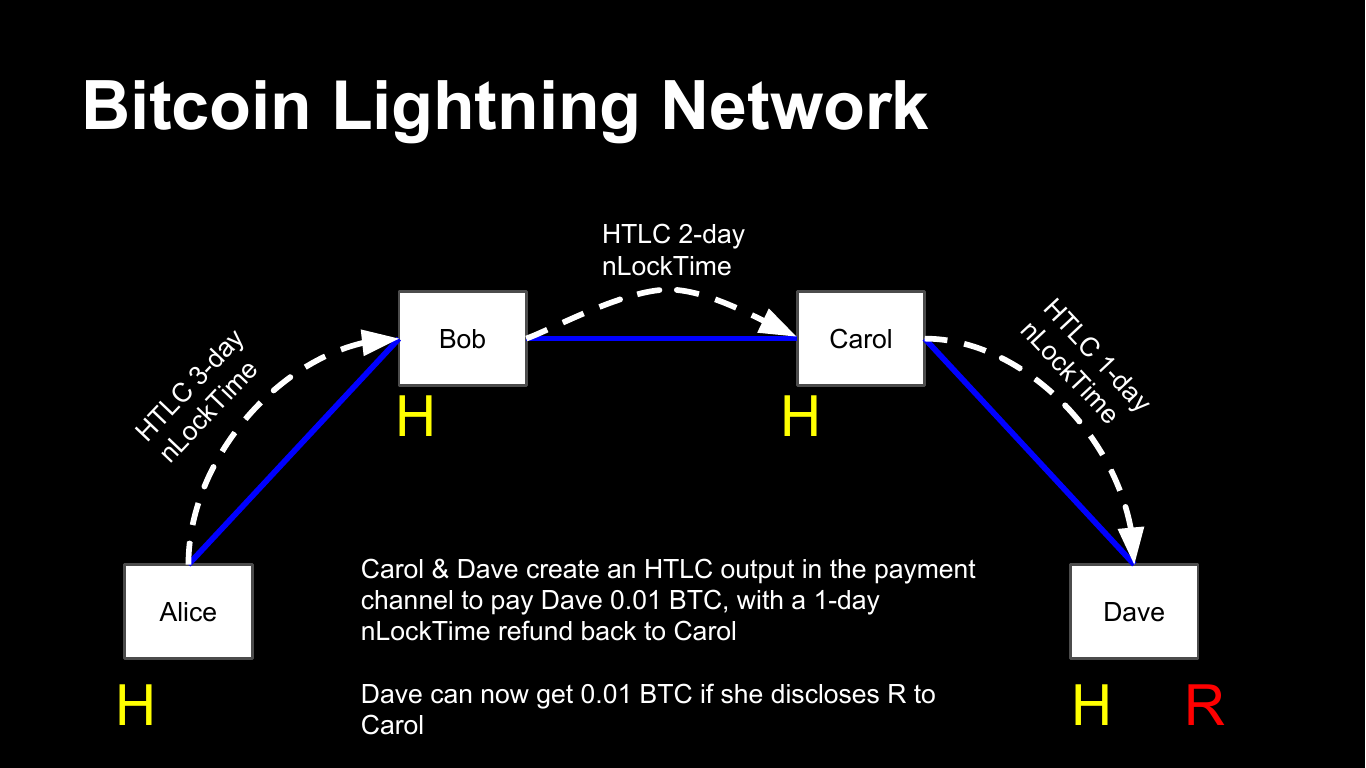 Bitcoin Lightning Network
HTLC 2-day
nLockTime
Bob
Carol
HTLC 3-day
nLockTime
HTLC 1-day
nLockTime
H
H
Alice
Dave
Carol & Dave create an HTLC output in the payment
channel to pay Dave 0.01 BTC, with a 1-day
nLockTime refund back to Carol
Dave can now get 0.01 BTC if she discloses R to
Carol
H
H
R